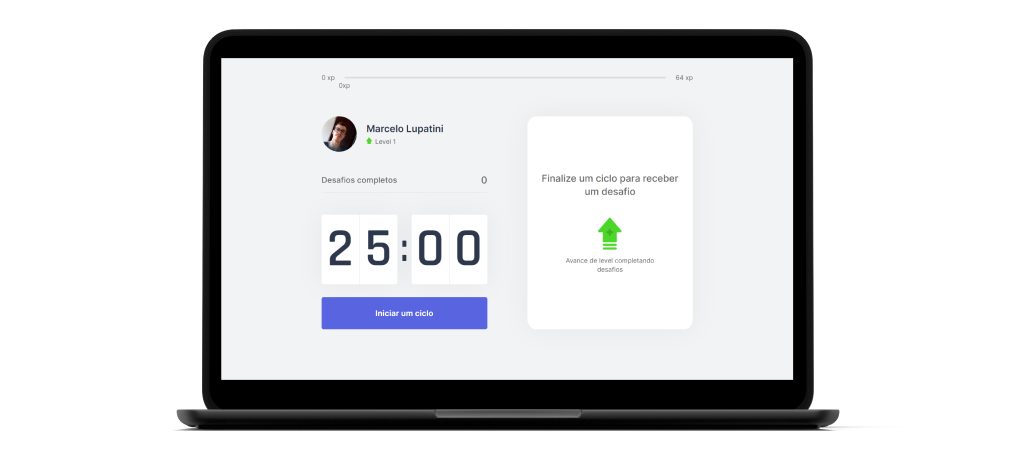 0 xp
64 xp
0xp
Marcelo Lupatini
Level 1
Desafios completos
0
25:00
Iniciar um ciclo
Finalize um ciclo para receber
um desafio
Avance de level completando
desafios